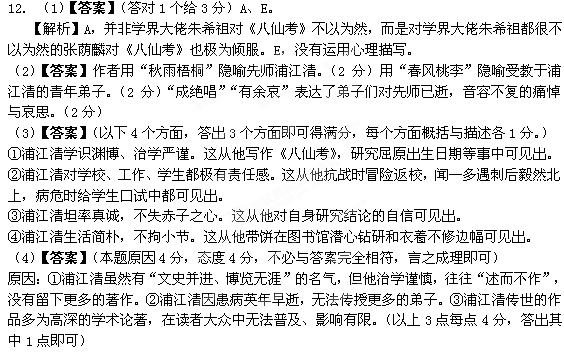 12. （1）【答案】（答对1个给3分）A、E。
【解析】A，并非学界大佬朱希祖对《八仙考》不以为然，而是对学界大佬朱希祖都很不
以为然的张荫麟对《八仙考》也极为倾服。E，没有运用心理描写。
（2）【答案】作者用“秋雨梧桐”隐喻先师浦江清。（2分）用“春风桃李”隐喻受教于浦
江清的青年弟子。（2分）“成绝唱”“有余哀”表达了弟子们对先师已逝，音容不复的痛悼
与哀思。（2分）
（3）【答案】（以下4个方面，答出3个方面即可得满分，每个方面概括与描述各1分。）
①浦江清学识渊博、治学严谨。这从他写作《八仙考》，研究屈原出生日期等事中可见出。
②浦江清对学校、工作、学生都极有责任感。这从他抗战时冒险返校，闻一多遇刺后毅然北
上，病危时给学生口试中都可见出。
③浦江清坦率真诚，不失赤子之心。这从他对自身研究结论的自信可见出。
④浦江清生活简朴，不拘小节。这从他带饼在图书馆潜心钻研和衣着不修边幅可见出。
（4）【答案】（本题原因4分，态度4分，不必与答案完全相符，言之成理即可）
原因：①浦江清虽然有“文史并进、博览无涯”的名气，但他治学谨慎，往往“述而不作”，
没有留下更多的著作。②浦江清因患病英年早逝，无法传授更多的弟子。③浦江清传世的作
品多为高深的学术论著，在读者大众中无法普及、影响有限。（以上3点每点4分，答出其
中1点即可）